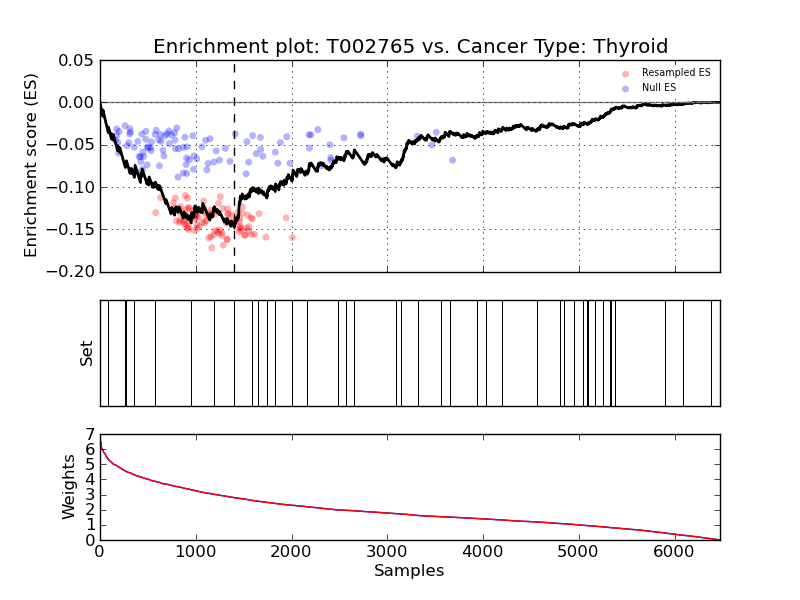 Enrichment plot: T002765 vs. Cancer Type: Thyroid
Enrichment score (ES)
0.05
0.00
−0.05
−0.10
−0.15
−0.20
Resampled ES
Null ES
Set
Weights
7
6
5
4
3
2
1
0
0 1000 2000 3000 4000 5000 6000
Samples